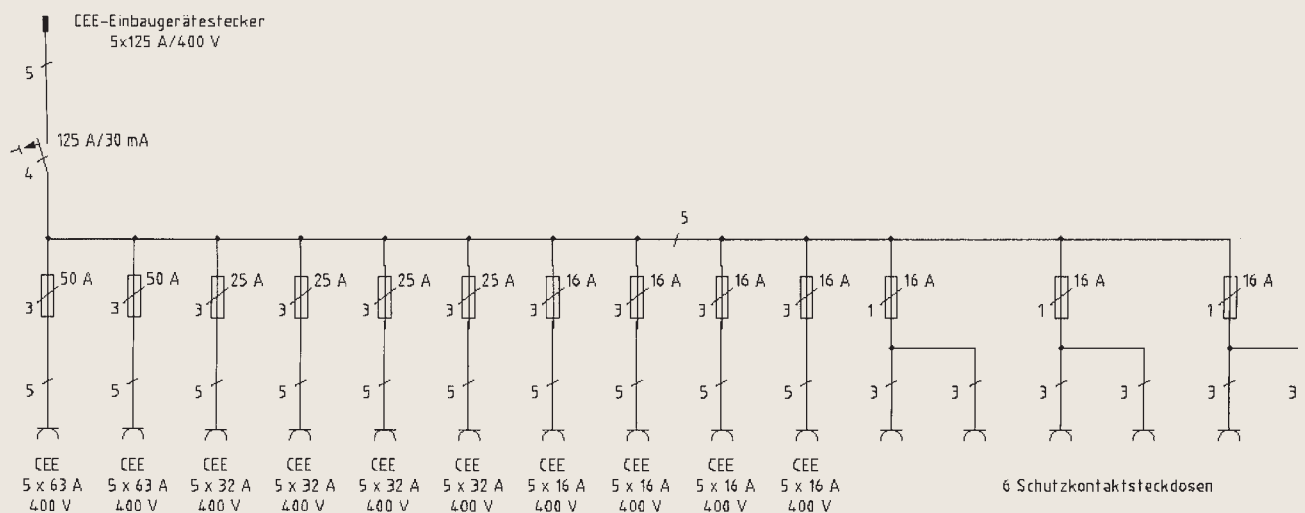 CEE-Einbaugerätestecker
5x125 A/400 V
5
125 A/30 mA
4
5
50 A 50 A 25 A 25 A 25 A 25 A 16 A 16 A 16 A 16 A 16 A 16 A 16 A
3 3 3 3 3 3 3 3 3 3 1 1 1
5 5 5 5 5 5 5 5 5 5 3 3 3 3 3 3
CEE CEE CEE CEE CEE CEE CEE CEE CEE CEE
5 x 63 A 5 x 63 A 5 x 32 A 5 x 32 A 5 x 32 A 5 x 32 A 5 x 16 A 5 x 16 A 5 x 16 A 5 x 16 A 6 Schutzkontaktsteckdosen
400 V 400 V 400 V 400 V 400 V 400 V 400 V 400 V 400 V 400 V